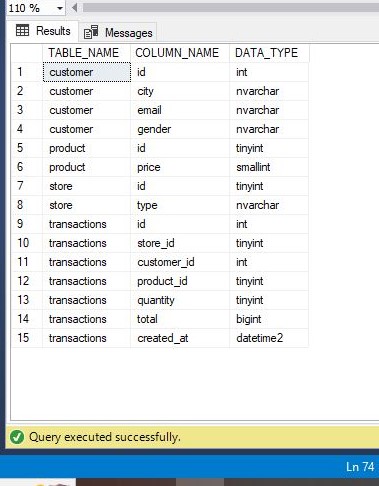 110 %
Results Messages
TABLE_NAME COLUMN_NAME DATA_TYPE
1 customer id int
2 customer city nvarchar
3 customer email nvarchar
4 customer gender nvarchar
5 product id tinyint
6 product price smallint
7 store id tinyint
8 store type nvarchar
9 transactions id int
10 transactions store_id tinyint
11 transactions customer_id int
12 transactions product_id tinyint
13 transactions quantity tinyint
14 transactions total bigint
15 transactions created_at datetime2
Query executed successfully.
Ln 74